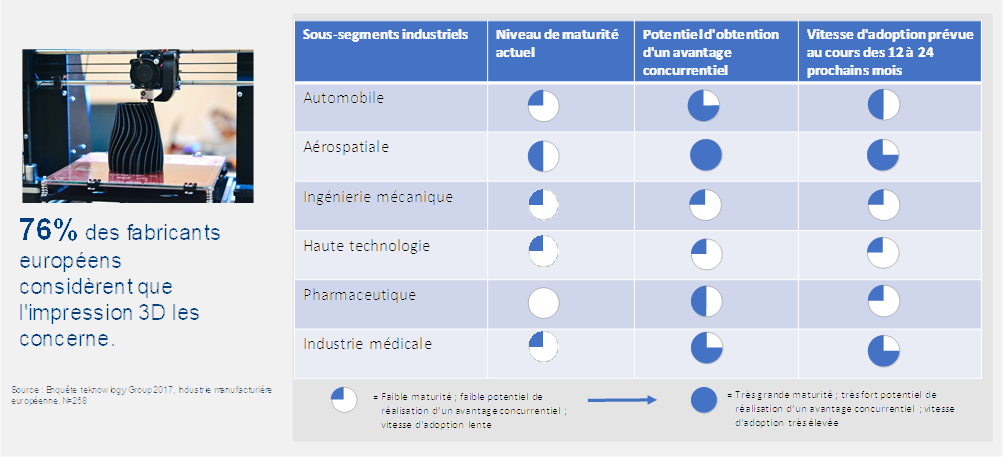 76% des fabricants
européens
considèrent que
l'impression 3D les
concerne.
Source : Enquête teknowlogy Group 2017, Industrie manufacturière
européenne, N=258
Sous-segments industriels
Niveau de maturité
actuel
Potentiel d'obtention
d'un avantage
concurrentiel
Vitesse d'adoption prévue
au cours des 12 à 24
prochains mois
Automobile
Aérospatiale
Ingénierie mécanique
Haute technologie
Pharmaceutique
Industrie médicale
= Faible maturité ; faible potentiel de
réalisation d'un avantage concurrentiel ;
vitesse d'adoption lente
= Très grande maturité ; très fort potentiel de
réalisation d'un avantage concurrentiel ; vitesse
d'adoption très élevée